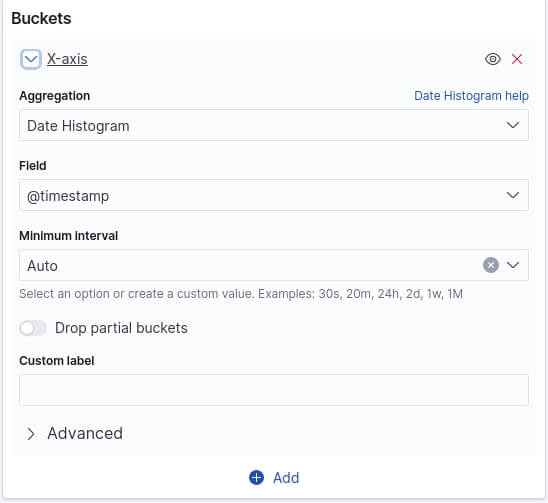 Buckets
X-axis
Aggregation Date Histogram help
Date Histogram
Field
@timestamp
Minimum interval
Auto
Select an option or create a custom value. Examples: 30s, 20m, 24h, 2d, 1w, 1M
Drop partial buckets
Custom label
Advanced
Add